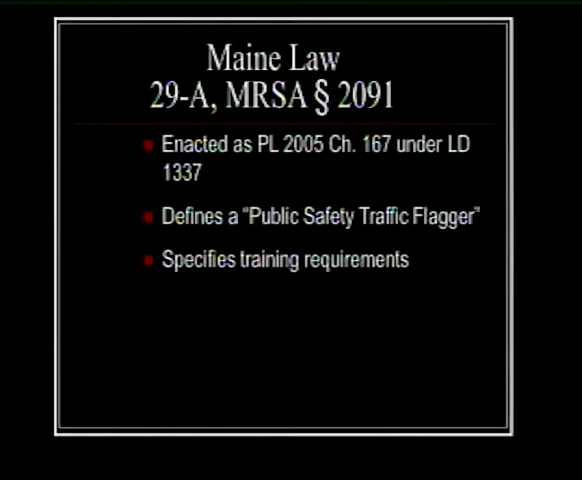 Maine Law
29-A, MRSA § 2091
Enacted as PL 2005 Ch. 167 under LD
1337
Defines a “Public Safety Traffic Flagger”
Specifies training requirements